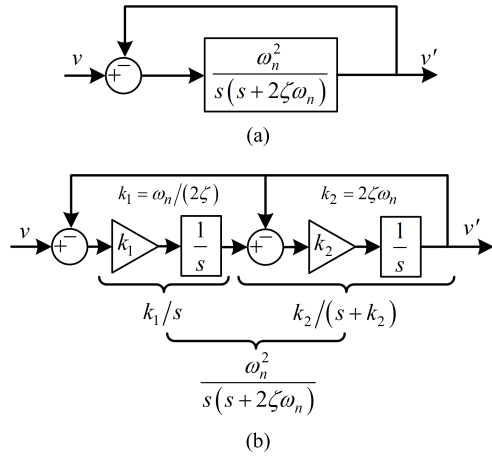 v
+
−
ω_n^2
s(s + 2ζω_n)
v′
(a)
k_1 = ω_n/(2ζ)
k_2 = 2ζω_n
v
+
−
k_1
1
s
+
−
k_2
1
s
v′
k_1/s
k_2/(s + k_2)
ω_n^2
s(s + 2ζω_n)
(b)